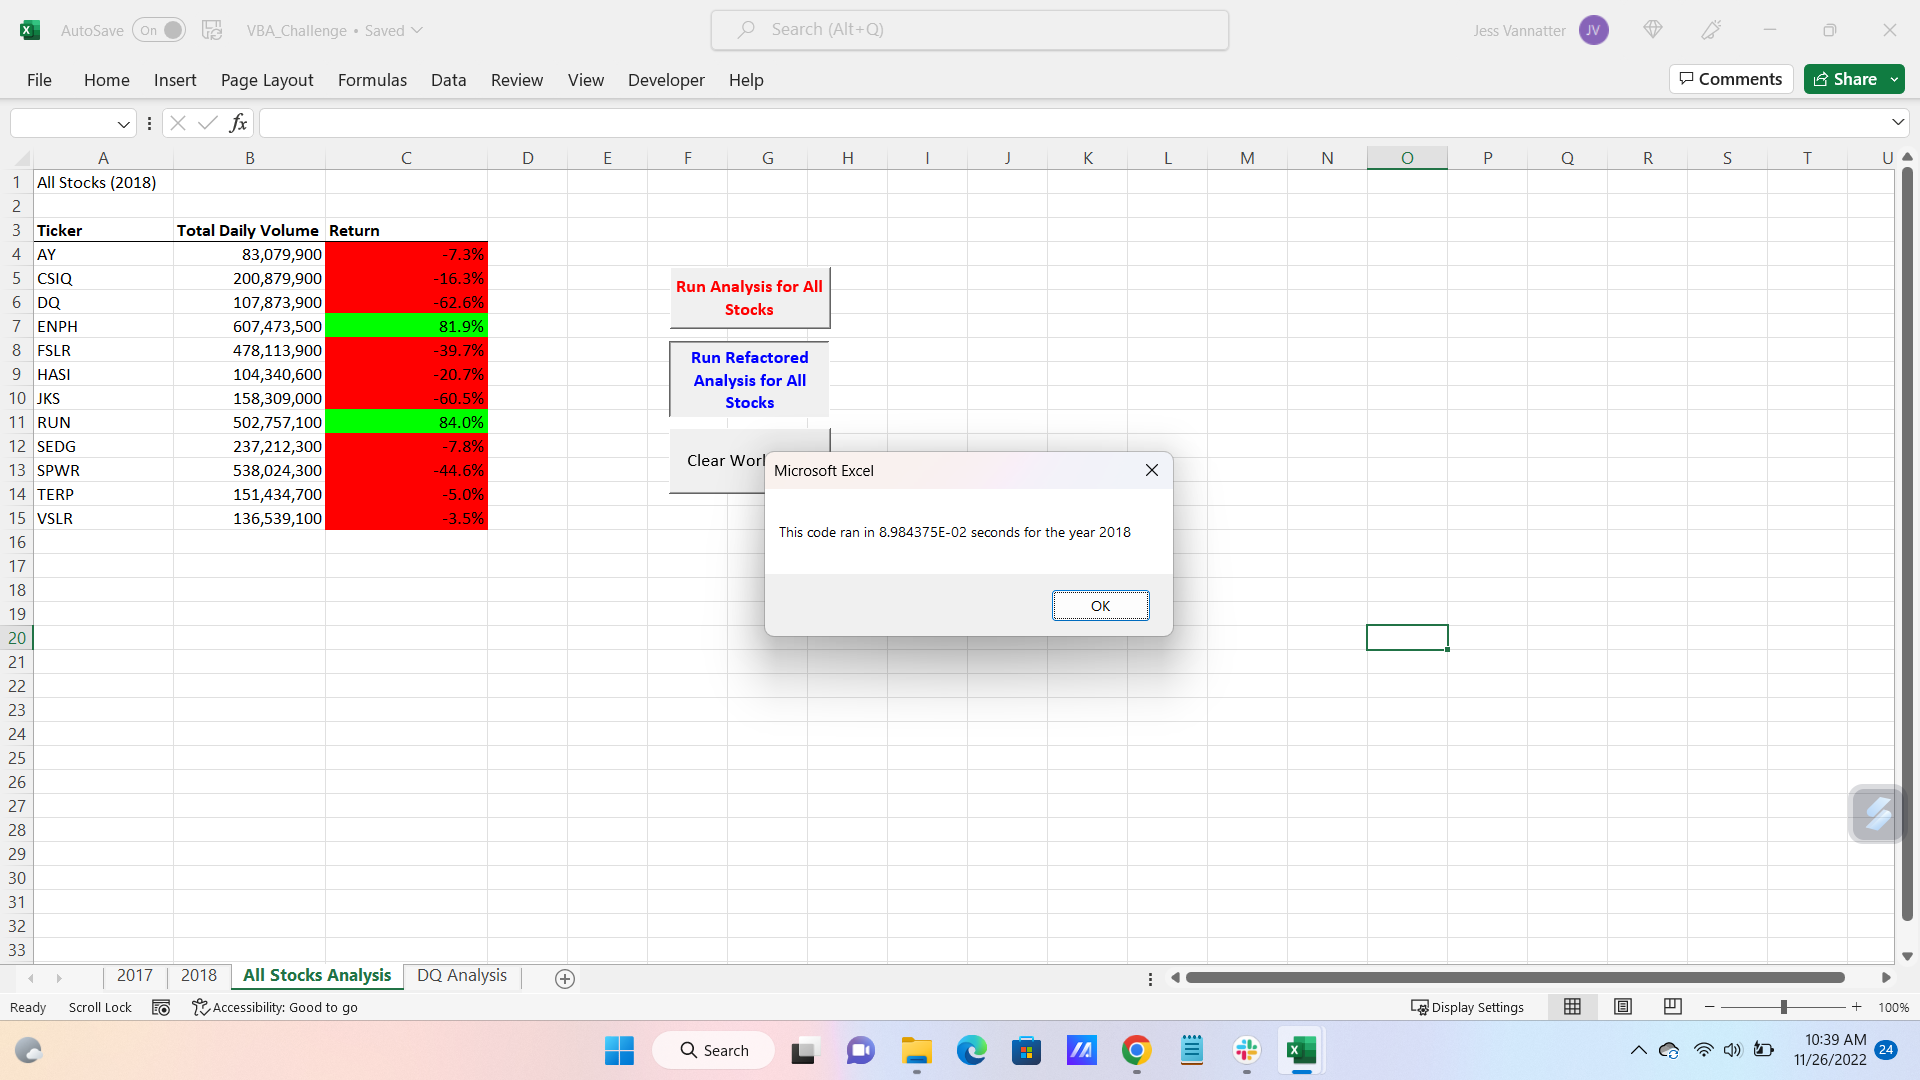 AutoSave On VBA_Challenge • Saved Search (Alt+Q) Jess Vannatter JV
File Home Insert Page Layout Formulas Data Review View Developer Help Comments Share
fx
A B C D E F G H I J K L M N O P Q R S T U
1 All Stocks (2018)
2
3 Ticker Total Daily Volume Return
4 AY 83,079,900 -7.3%
5 CSIQ 200,879,900 -16.3%
6 DQ 107,873,900 -62.6%
7 ENPH 607,473,500 81.9%
8 FSLR 478,113,900 -39.7%
9 HASI 104,340,600 -20.7%
10 JKS 158,309,000 -60.5%
11 RUN 502,757,100 84.0%
12 SEDG 237,212,300 -7.8%
13 SPWR 538,024,300 -44.6%
14 TERP 151,434,700 -5.0%
15 VSLR 136,539,100 -3.5%
16
17
18
19
20
21
22
23
24
25
26
27
28
29
30
31
32
33
Run Analysis for All
Stocks
Run Refactored
Analysis for All
Stocks
Clear Worl
Microsoft Excel
This code ran in 8.984375E-02 seconds for the year 2018
OK
2017 2018 All Stocks Analysis DQ Analysis
Ready Scroll Lock Accessibility: Good to go Display Settings 100%
Search 10:39 AM
11/26/2022 24